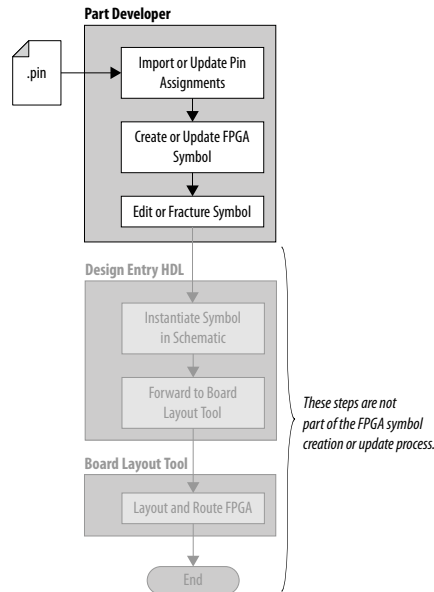 Part Developer
.pin
Import or Update Pin
Assignments
Create or Update FPGA
Symbol
Edit or Fracture Symbol
Design Entry HDL
Instantiate Symbol
in Schematic
Forward to Board
Layout Tool
These steps are not
part of the FPGA symbol
creation or update process.
Board Layout Tool
Layout and Route FPGA
End